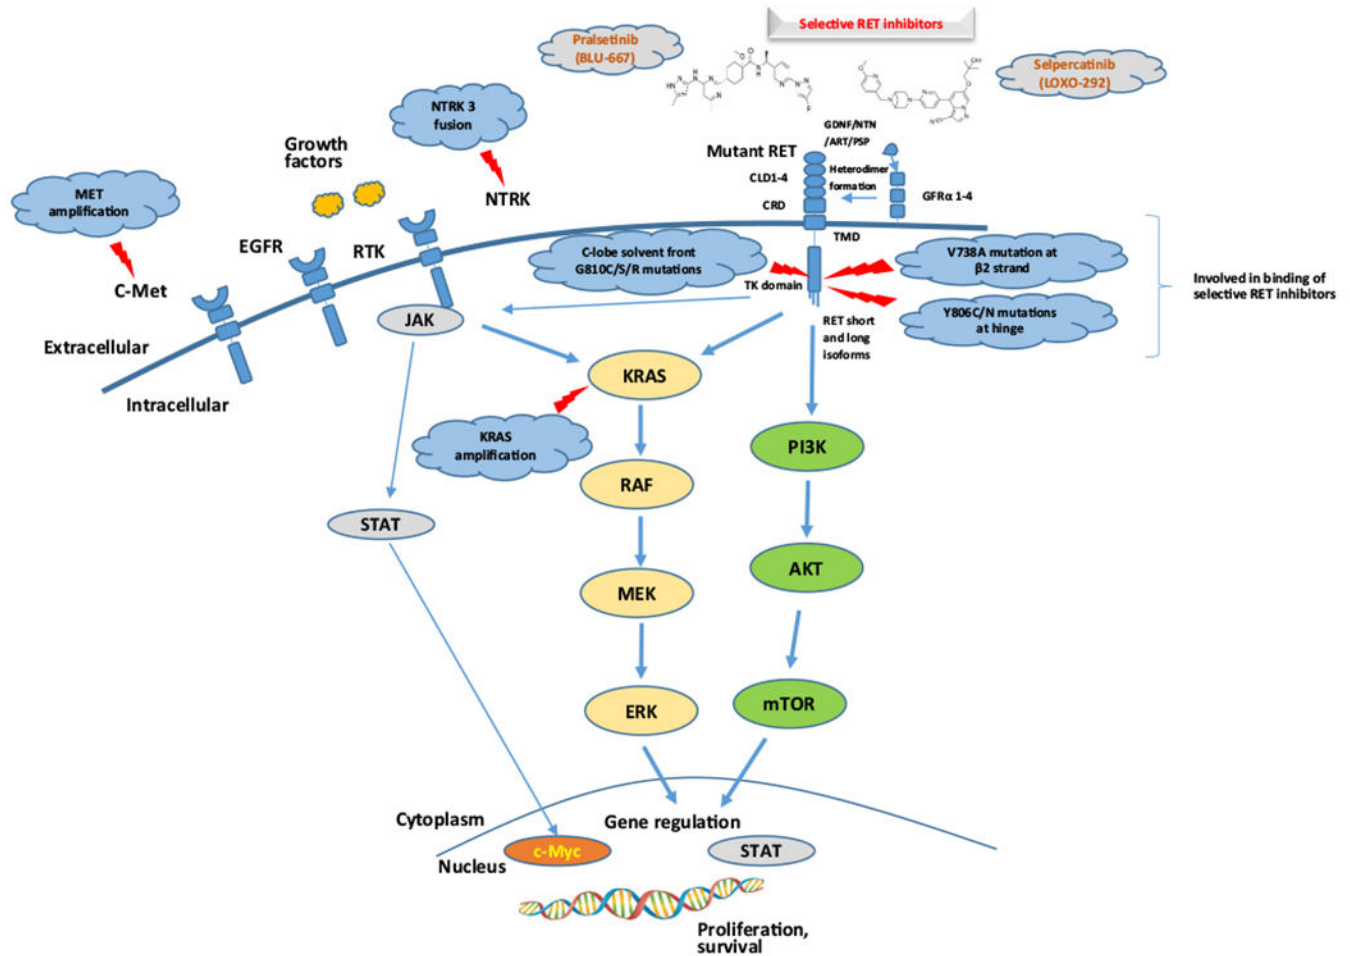 Selective RET inhibitors
Pralsetinib
(BLU-667)
Selpercatinib
(LOXO-292)
NTRK 3
fusion
Growth
factors
NTRK
MET
amplification
C-Met
EGFR
RTK
Mutant RET
CLD1-4
CRD
GDNF/NTN
/ART/PSP
Heterodimer
formation
GFRα 1-4
TMD
C-lobe solvent front
G810C/S/R mutations
TK domain
V738A mutation at
β2 strand
Y806C/N mutations
at hinge
Involved in binding of
selective RET inhibitors
RET short
and long
isoforms
JAK
Extracellular
Intracellular
KRAS
KRAS
amplification
PI3K
RAF
STAT
AKT
MEK
mTOR
ERK
Cytoplasm
Gene regulation
Nucleus
c-Myc
STAT
Proliferation,
survival